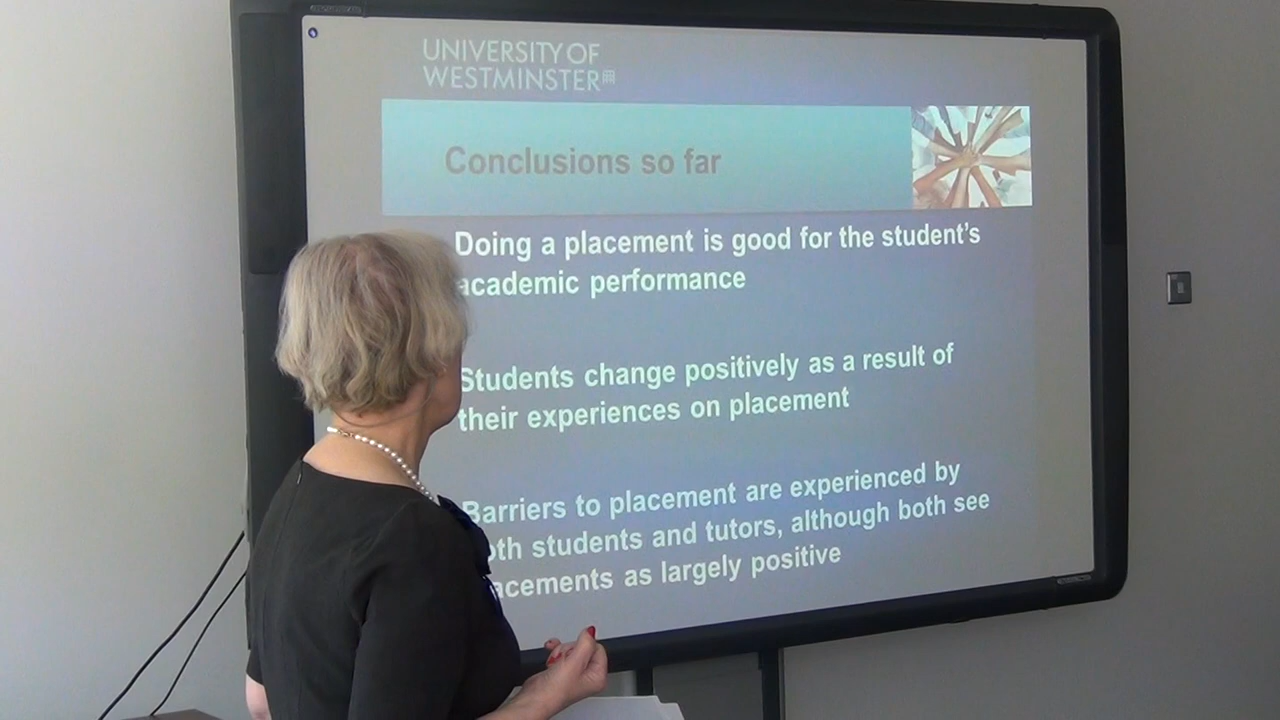 UNIVERSITY OF
WESTMINSTER
Conclusions so far
Doing a placement is good for the student's
academic performance
Students change positively as a result of
their experiences on placement
Barriers to placement are experienced by
students and tutors, although both see
as largely positive